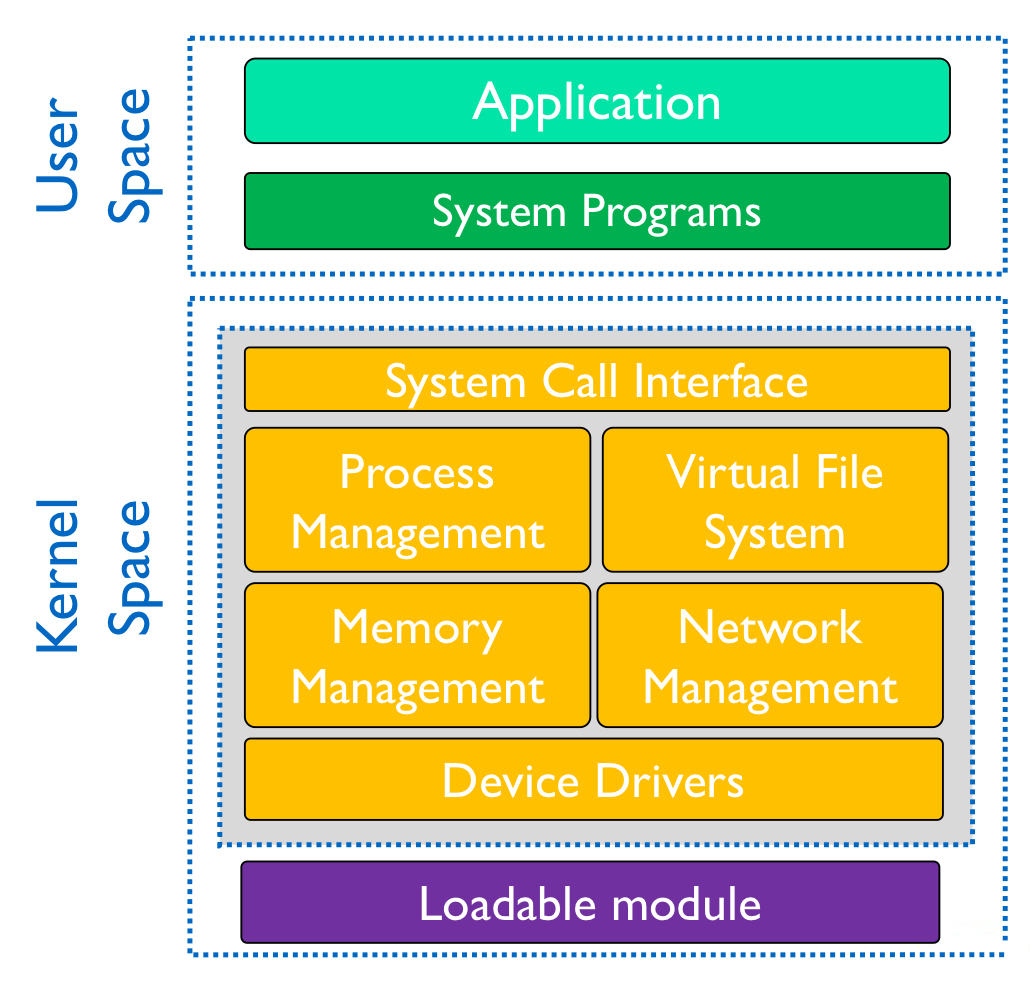 User
Space
Application
System Programs
Kernel
Space
System Call Interface
Process
Management
Virtual File
System
Memory
Management
Network
Management
Device Drivers
Loadable module